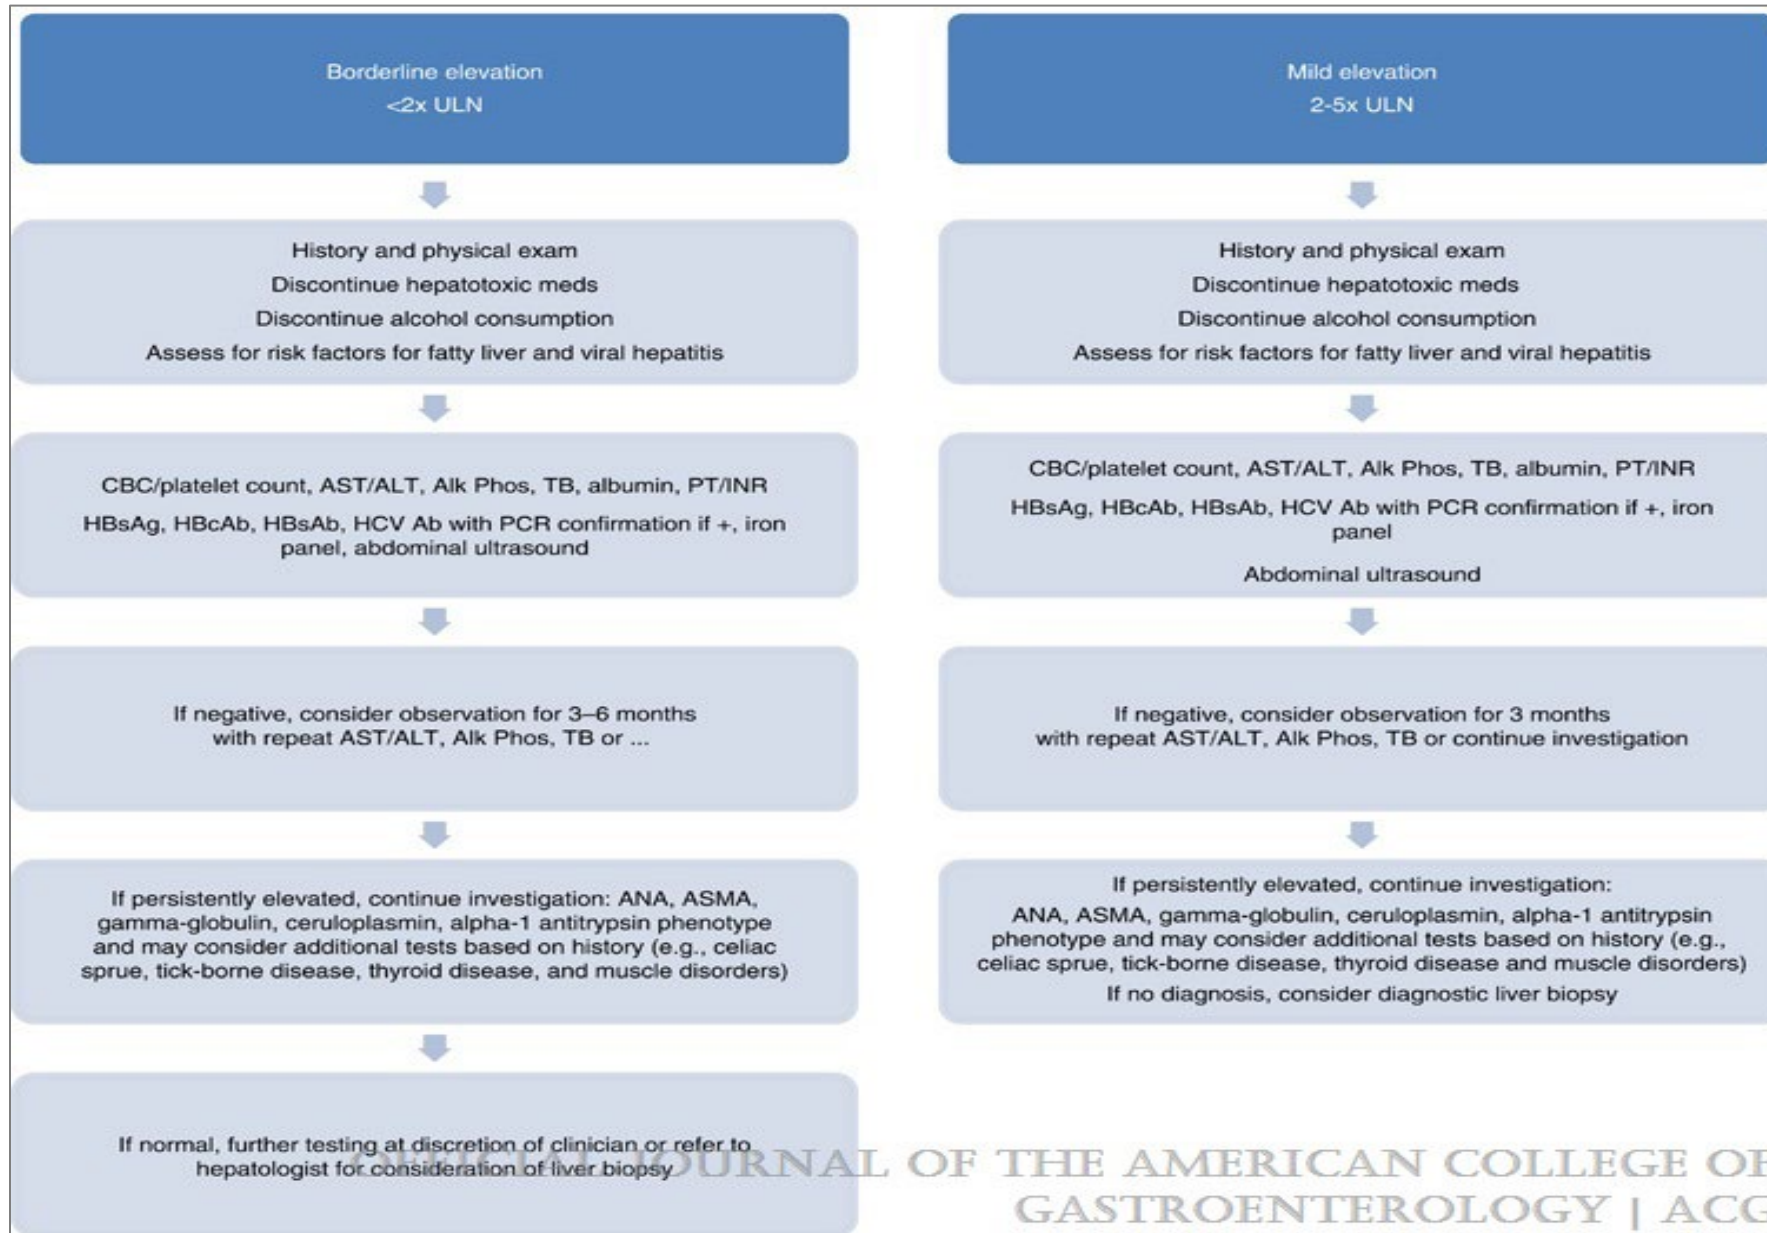 Borderline elevation
<2x ULN
History and physical exam
Discontinue hepatotoxic meds
Discontinue alcohol consumption
Assess for risk factors for fatty liver and viral hepatitis
CBC/platelet count, AST/ALT, Alk Phos, TB, albumin, PT/INR
HBsAg, HBcAb, HBsAb, HCV Ab with PCR confirmation if +, iron
panel, abdominal ultrasound
If negative, consider observation for 3–6 months
with repeat AST/ALT, Alk Phos, TB or ...
If persistently elevated, continue investigation: ANA, ASMA,
gamma-globulin, ceruloplasmin, alpha-1 antitrypsin phenotype
and may consider additional tests based on history (e.g., celiac
sprue, tick-borne disease, thyroid disease, and muscle disorders)
If normal, further testing at discretion of clinician or refer to
hepatologist for consideration of liver biopsy
Mild elevation
2-5x ULN
History and physical exam
Discontinue hepatotoxic meds
Discontinue alcohol consumption
Assess for risk factors for fatty liver and viral hepatitis
CBC/platelet count, AST/ALT, Alk Phos, TB, albumin, PT/INR
HBsAg, HBcAb, HBsAb, HCV Ab with PCR confirmation if +, iron
panel
Abdominal ultrasound
If negative, consider observation for 3 months
with repeat AST/ALT, Alk Phos, TB or continue investigation
If persistently elevated, continue investigation:
ANA, ASMA, gamma-globulin, ceruloplasmin, alpha-1 antitrypsin
phenotype and may consider additional tests based on history (e.g.,
celiac sprue, tick-borne disease, thyroid disease and muscle disorders)
If no diagnosis, consider diagnostic liver biopsy
OFFICIAL JOURNAL OF THE AMERICAN COLLEGE OF
GASTROENTEROLOGY | ACG